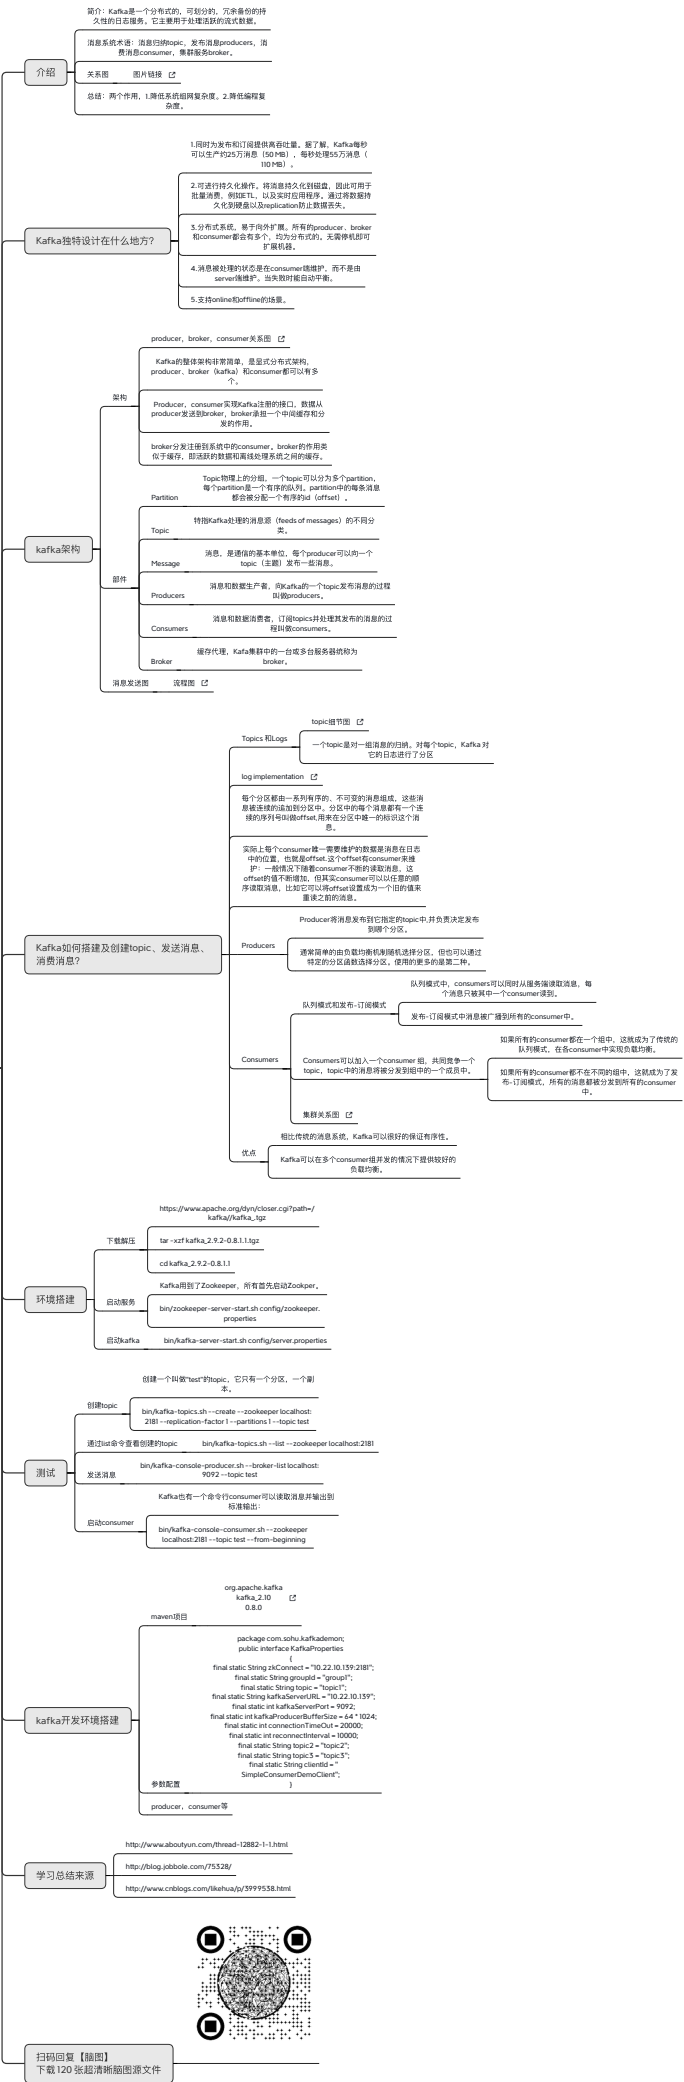 简介：Kafka是一个分布式的，可划分的，冗余备份的持
久性的日志服务。它主要用于处理活跃的流式数据。
消息系统术语：消息归纳topic，发布消息producers，消
费消息consumer，集群服务broker。
介绍
关系图
图片链接
总结：两个作用，1.降低系统组网复杂度。2.降低编程复
杂度。
1.同时为发布和订阅提供高吞吐量。据了解，Kafka每秒
可以生产约25万消息（50 MB），每秒处理55万消息（
110 MB）。
2.可进行持久化操作。将消息持久化到磁盘，因此可用于
批量消费，例如ETL，以及实时应用程序。通过将数据持
久化到硬盘以及replication防止数据丢失。
Kafka独特设计在什么地方？
3.分布式系统，易于向外扩展。所有的producer、broker
和consumer都会有多个，均为分布式的。无需停机即可
扩展机器。
4.消息被处理的状态是在consumer端维护，而不是由
server端维护。当失败时能自动平衡。
5.支持online和offline的场景。
producer，broker，consumer关系图
Kafka的整体架构非常简单，是显式分布式架构，
producer、broker（kafka）和consumer都可以有多
个。
架构
Producer，consumer实现Kafka注册的接口，数据从
producer发送到broker，broker承担一个中间缓存和分
发的作用。
broker分发注册到系统中的consumer。broker的作用类
似于缓存，即活跃的数据和离线处理系统之间的缓存。
Topic物理上的分组，一个topic可以分为多个partition，
每个partition是一个有序的队列。partition中的每条消息
都会被分配一个有序的id（offset）。
Partition
特指Kafka处理的消息源（feeds of messages）的不同分
类。
Topic
kafka架构
消息，是通信的基本单位，每个producer可以向一个
topic（主题）发布一些消息。
Message
部件
消息和数据生产者，向Kafka的一个topic发布消息的过程
叫做producers。
Producers
消息和数据消费者，订阅topics并处理其发布的消息的过
程叫做consumers。
Consumers
缓存代理，Kafa集群中的一台或多台服务器统称为
broker。
Broker
消息发送图
流程图
topic细节图
Topics 和Logs
一个topic是对一组消息的归纳。对每个topic，Kafka 对
它的日志进行了分区
log implementation
每个分区都由一系列有序的、不可变的消息组成，这些消
息被连续的追加到分区中。分区中的每个消息都有一个连
续的序列号叫做offset,用来在分区中唯一的标识这个消
息。
实际上每个consumer唯一需要维护的数据是消息在日志
中的位置，也就是offset.这个offset有consumer来维
护：一般情况下随着consumer不断的读取消息，这
offset的值不断增加，但其实consumer可以以任意的顺
序读取消息，比如它可以将offset设置成为一个旧的值来
重读之前的消息。
Producer将消息发布到它指定的topic中,并负责决定发布
到哪个分区。
Kafka如何搭建及创建topic、发送消息、
消费消息？
Producers
通常简单的由负载均衡机制随机选择分区，但也可以通过
特定的分区函数选择分区。使用的更多的是第二种。
队列模式中，consumers可以同时从服务端读取消息，每
个消息只被其中一个consumer读到。
队列模式和发布-订阅模式
发布-订阅模式中消息被广播到所有的consumer中。
如果所有的consumer都在一个组中，这就成为了传统的
队列模式，在各consumer中实现负载均衡。
Consumers
Consumers可以加入一个consumer 组，共同竞争一个
topic，topic中的消息将被分发到组中的一个成员中。
如果所有的consumer都不在不同的组中，这就成为了发
布-订阅模式，所有的消息都被分发到所有的consumer
中。
集群关系图
相比传统的消息系统，Kafka可以很好的保证有序性。
优点
Kafka可以在多个consumer组并发的情况下提供较好的
负载均衡。
https://www.apache.org/dyn/closer.cgi?path=/
kafka//kafka_.tgz
下载解压
tar -xzf kafka_2.9.2-0.8.1.1.tgz
cd kafka_2.9.2-0.8.1.1
环境搭建
Kafka用到了Zookeeper，所有首先启动Zookper。
启动服务
bin/zookeeper-server-start.sh config/zookeeper.
properties
启动kafka
bin/kafka-server-start.sh config/server.properties
创建一个叫做"test"的topic，它只有一个分区，一个副
本。
创建topic
bin/kafka-topics.sh --create --zookeeper localhost:
2181 --replication-factor 1 --partitions 1 --topic test
通过list命令查看创建的topic
bin/kafka-topics.sh --list --zookeeper localhost:2181
测试
发送消息
bin/kafka-console-producer.sh --broker-list localhost:
9092 --topic test
Kafka也有一个命令行consumer可以读取消息并输出到
标准输出：
启动consumer
bin/kafka-console-consumer.sh --zookeeper
localhost:2181 --topic test --from-beginning
org.apache.kafka
kafka_2.10
0.8.0
maven项目
package com.sohu.kafkademon;
public interface KafkaProperties
{
final static String zkConnect = "10.22.10.139:2181";
final static String groupId = "group1";
final static String topic = "topic1";
final static String kafkaServerURL = "10.22.10.139";
final static int kafkaServerPort = 9092;
final static int kafkaProducerBufferSize = 64 * 1024;
final static int connectionTimeOut = 20000;
final static int reconnectInterval = 10000;
final static String topic2 = "topic2";
final static String topic3 = "topic3";
final static String clientId = "
SimpleConsumerDemoClient";
}
kafka开发环境搭建
参数配置
producer，consumer等
http://www.aboutyun.com/thread-12882-1-1.html
学习总结来源
http://blog.jobbole.com/75328/
http://www.cnblogs.com/likehua/p/3999538.html
扫码回复【脑图】
下载 120 张超清晰脑图源文件